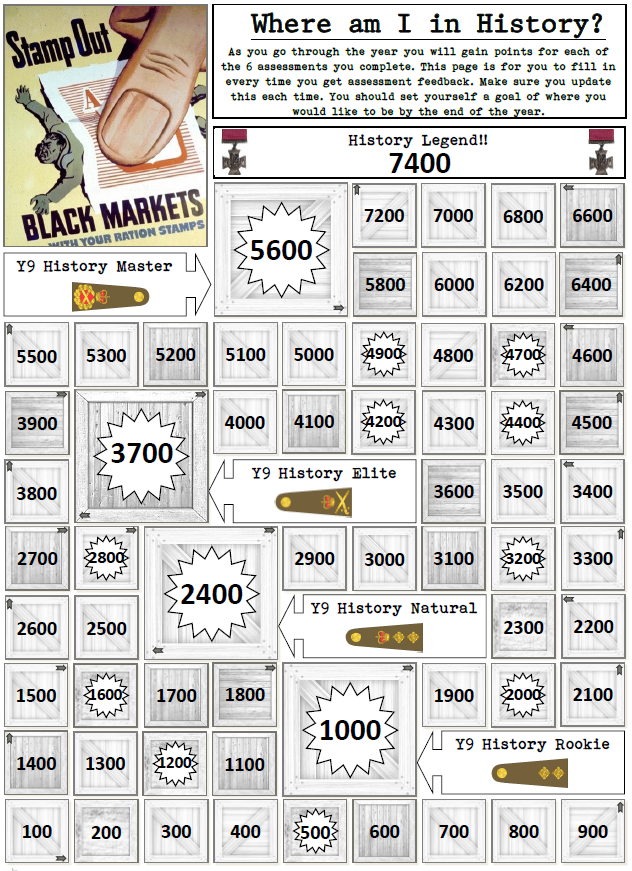 Stamp Out
A
BLACK MARKETS
WITH YOUR RATION STAMPS
Where am I in History?
As you go through the year you will gain points for each of
the 6 assessments you complete. This page is for you to fill in
every time you get assessment feedback. Make sure you update
this each time. You should set yourself a goal of where you
would like to be by the end of the year.
History Legend!!
7400
5600
7200 7000 6800 6600
Y9 History Master
5800 6000 6200 6400
5500 5300 5200 5100 5000 4900 4800 4700 4600
3900 3700 4000 4100 4200 4300 4400 4500
3800
Y9 History Elite
3600 3500 3400
2700 2800 2400 2900 3000 3100 3200 3300
2600 2500
Y9 History Natural
2300 2200
1500 1600 1700 1800 1000 1900 2000 2100
1400 1300 1200 1100
Y9 History Rookie
100 200 300 400 500 600 700 800 900